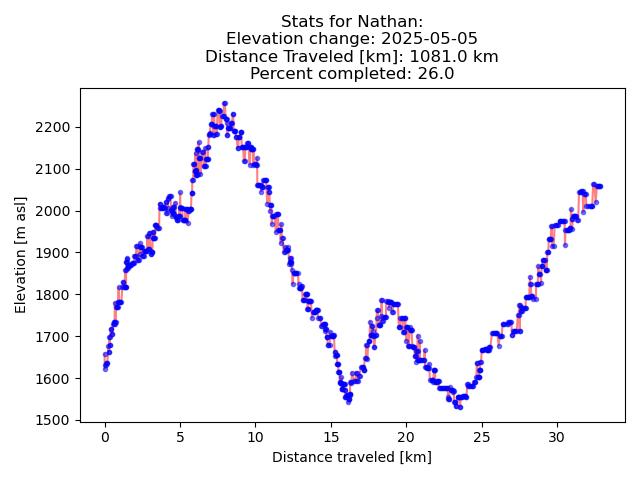 Stats for Nathan:
Elevation change: 2025-05-05
Distance Traveled [km]: 1081.0 km
Percent completed: 26.0
2200
2100
2000
1900
1800
1700
1600
1500
Elevation [m asl]
0 5 10 15 20 25 30
Distance traveled [km]